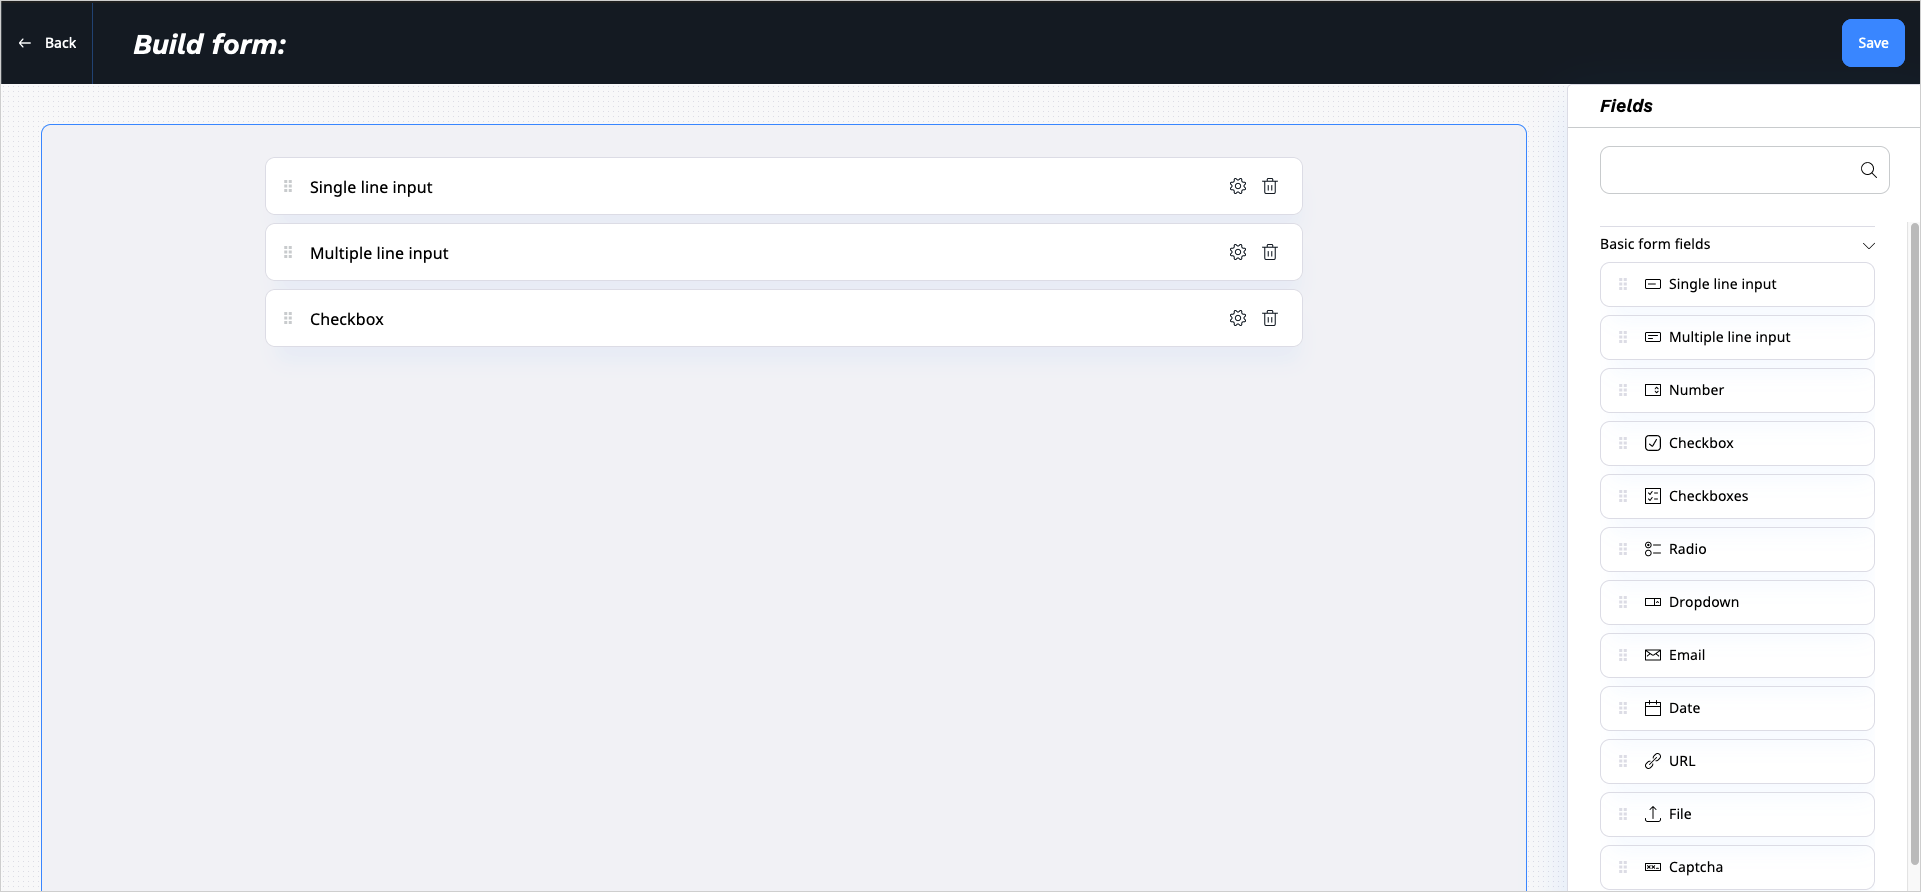 Back
Build form:
Save
Single line input
Multiple line input
Checkbox
Fields
Basic form fields
Single line input
Multiple line input
Number
Checkbox
Checkboxes
Radio
Dropdown
Email
Date
URL
File
Captcha